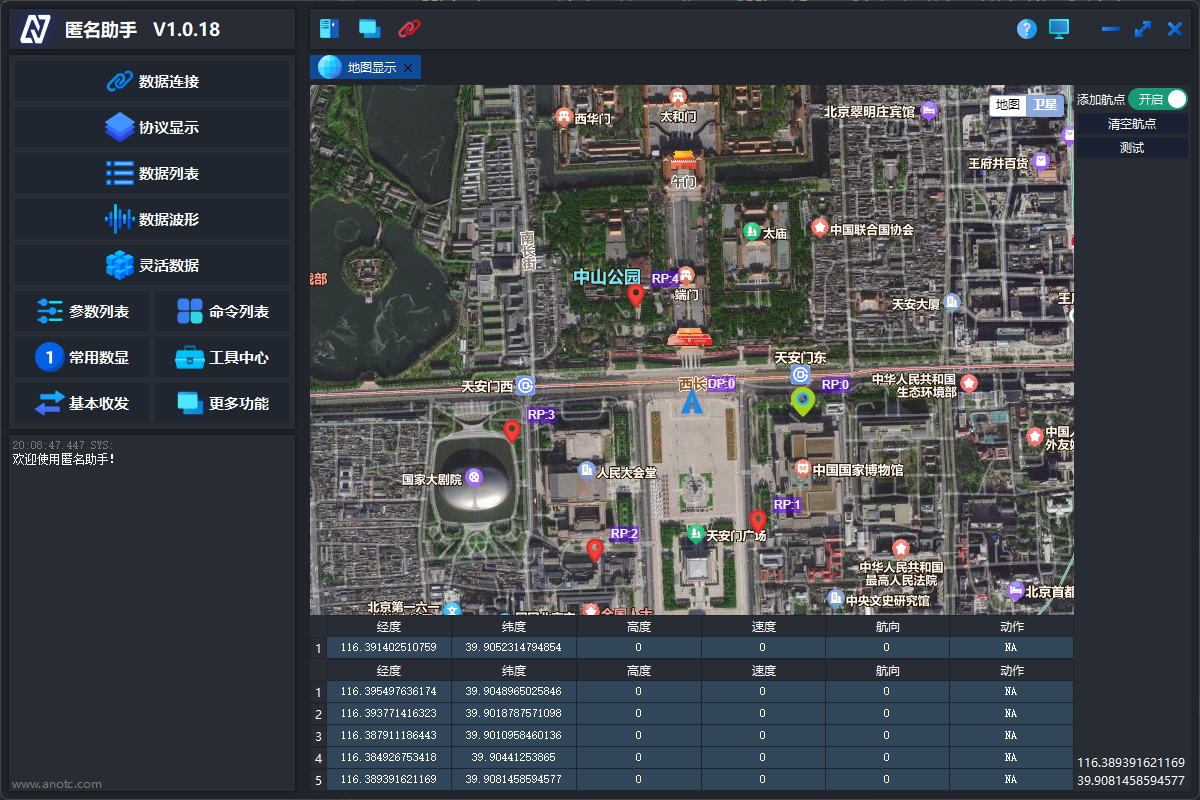 匿名助手 V1.0.18
数据连接
协议显示
数据列表
数据波形
灵活数据
参数列表
命令列表
1 常用数显
工具中心
基本收发
更多功能
20:08:47.447 SYS:
欢迎使用匿名助手!
www.anotc.com
?
地图显示
地图 卫星
添加航点 开启
清空航点
测试
西华门
太和门
北京翠明庄宾馆
王府井百货
午门
南长街
太庙
中国联合国协会
中山公园
RP:4
端门
天安大厦
天安门西
西长
DP:0
天安门东
RP:0
中华人民共和国
生态环境部
RP:3
国家大剧院
人民大会堂
中国国家博物馆
RP:1
RP:2
天安门广场
中华人民共和国
最高人民法院
中央文史研究馆
北京首都
北京第一六一
经度 纬度 高度 速度 航向 动作
1 116.391402510759 39.9052314794854 0 0 0 NA
经度 纬度 高度 速度 航向 动作
1 116.395497636174 39.9048965025846 0 0 0 NA
2 116.393771416323 39.9018787571098 0 0 0 NA
3 116.387911186443 39.9010958460136 0 0 0 NA
4 116.384926753418 39.90441253865 0 0 0 NA
5 116.389391621169 39.9081458594577 0 0 0 NA
116.389391621169
39.9081458594577